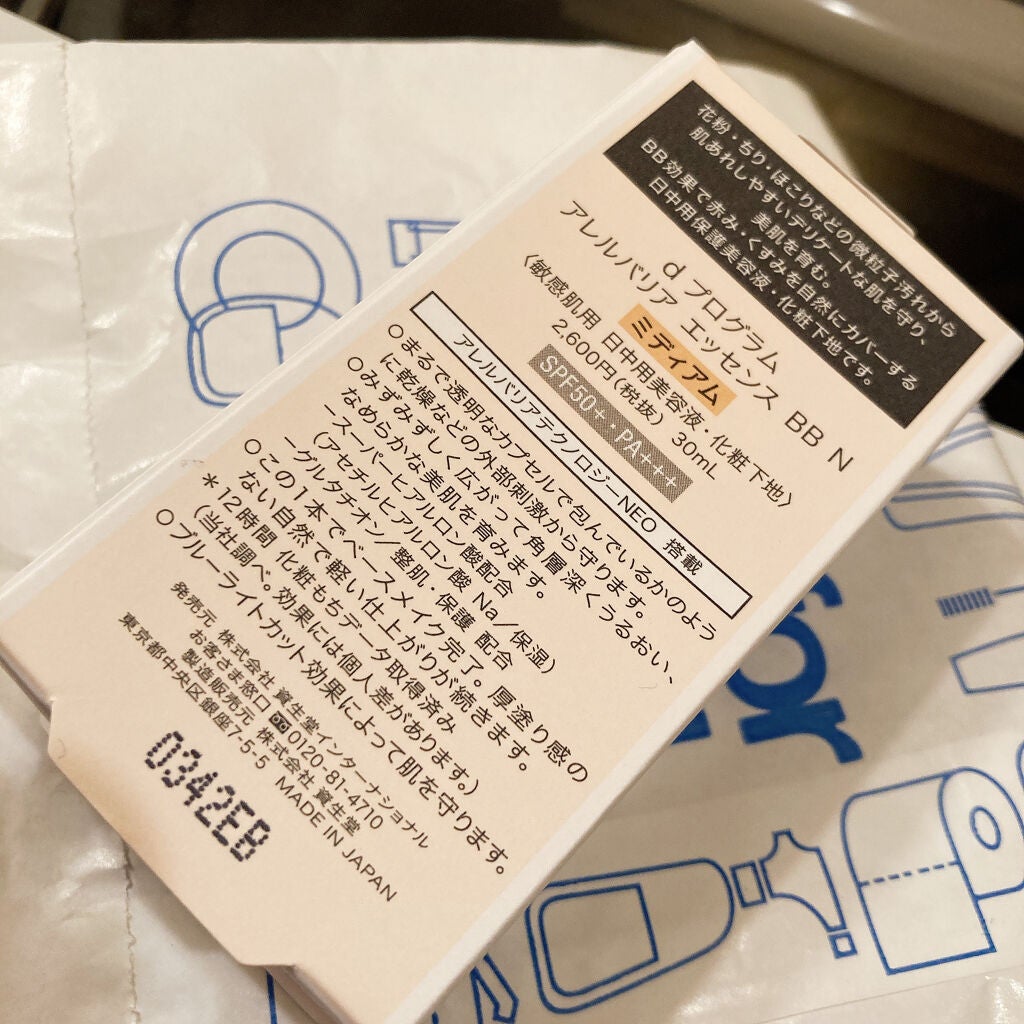 花粉・ちり・ほこりなどの微粒子汚れから
肌あれしやすいデリケートな肌を守り、
美肌を育む。
BB効果で赤み・くすみを自然にカバーする
日中用保護美容液・化粧下地です。
d プログラム
アレルバリア エッセンス BB N
ミディアム
〈敏感肌用 日中用美容液・化粧下地〉
2,600円(税抜) 30mL
SPF50+・PA+++
アレルバリアテクノロジーNEO 搭載
○まるで透明なカプセルで包んでいるかのよう
に乾燥などの外部刺激から守ります。
○みずみずしく広がって角層深くうるおい、
なめらかな美肌を育みます。
-スーパーヒアルロン酸配合
(アセチルヒアルロン酸 Na/保湿)
-グルタチオン/整肌・保護 配合
○この1本でベースメイク完了。厚塗り感の
ない自然で軽い仕上がりが続きます。
*12時間 化粧もちデータ取得済み
(当社調べ。効果には個人差があります。)
○ブルーライトカット効果によって肌を守ります。
発売元 株式会社 資生堂インターナショナル
お客さま窓口 0120-81-4710
製造販売元 株式会社 資生堂
東京都中央区銀座7-5-5 MADE IN JAPAN
0342EB
for